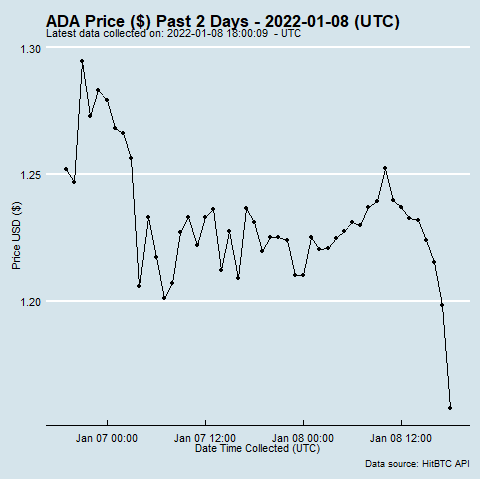 ADA Price ($) Past 2 Days - 2022-01-08 (UTC)
Latest data collected on: 2022-01-08 18:00:09 - UTC
1.30
1.25
1.20
Price USD ($)
Jan 07 00:00 Jan 07 12:00 Jan 08 00:00 Jan 08 12:00
Date Time Collected (UTC)
Data source: HitBTC API